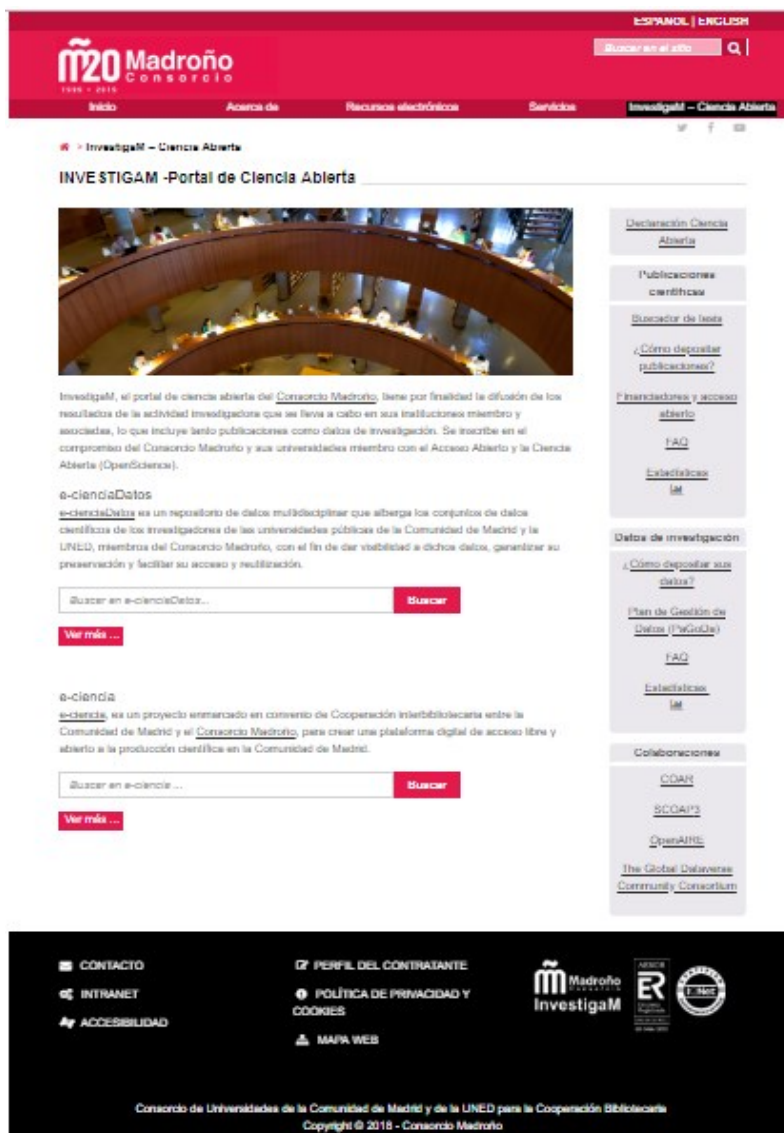 ESPAÑOL | ENGLISH
m̃20 Madroño
Consorcio
1999 - 2019
Buscar en el sitio
Inicio Acerca de Recursos electrónicos Servicios InvestigaM – Ciencia Abierta
> InvestigaM – Ciencia Abierta
INVESTIGAM -Portal de Ciencia Abierta
InvestigaM, el portal de ciencia abierta del Consorcio Madroño, tiene por finalidad la difusión de los
resultados de la actividad investigadora que se lleva a cabo en sus instituciones miembro y
asociadas, lo que incluye tanto publicaciones como datos de investigación. Se inscribe en el
compromiso del Consorcio Madroño y sus universidades miembro con el Acceso Abierto y la Ciencia
Abierta (OpenScience).
e-cienciaDatos
e-cienciaDatos es un repositorio de datos multidisciplinar que alberga los conjuntos de datos
científicos de los investigadores de las universidades públicas de la Comunidad de Madrid y la
UNED, miembros del Consorcio Madroño, con el fin de dar visibilidad a dichos datos, garantizar su
preservación y facilitar su acceso y reutilización.
Buscar en e-cienciaDatos... Buscar
Ver más ...
e-ciencia
e-ciencia, es un proyecto enmarcado en convenio de Cooperación interbibliotecaria entre la
Comunidad de Madrid y el Consorcio Madroño, para crear una plataforma digital de acceso libre y
abierto a la producción científica en la Comunidad de Madrid.
Buscar en e-ciencia ... Buscar
Ver más ...
Declaración Ciencia
Abierta
Publicaciones
científicas
Buscador de tesis
¿Cómo depositar
publicaciones?
Financiadores y acceso
abierto
FAQ
Estadísticas
Datos de investigación
¿Cómo depositar sus
datos?
Plan de Gestión de
Datos (PaGoDa)
FAQ
Estadísticas
Colaboraciones
COAR
SCOAP3
OpenAIRE
The Global Dataverse
Community Consortium
CONTACTO
INTRANET
ACCESIBILIDAD
PERFIL DEL CONTRATANTE
POLÍTICA DE PRIVACIDAD Y
COOKIES
MAPA WEB
Madroño
Consorcio
InvestigaM
AENOR
ER
Empresa
Registrada
IQNet
Consorcio de Universidades de la Comunidad de Madrid y de la UNED para la Cooperación Bibliotecaria
Copyright © 2018 - Consorcio Madroño